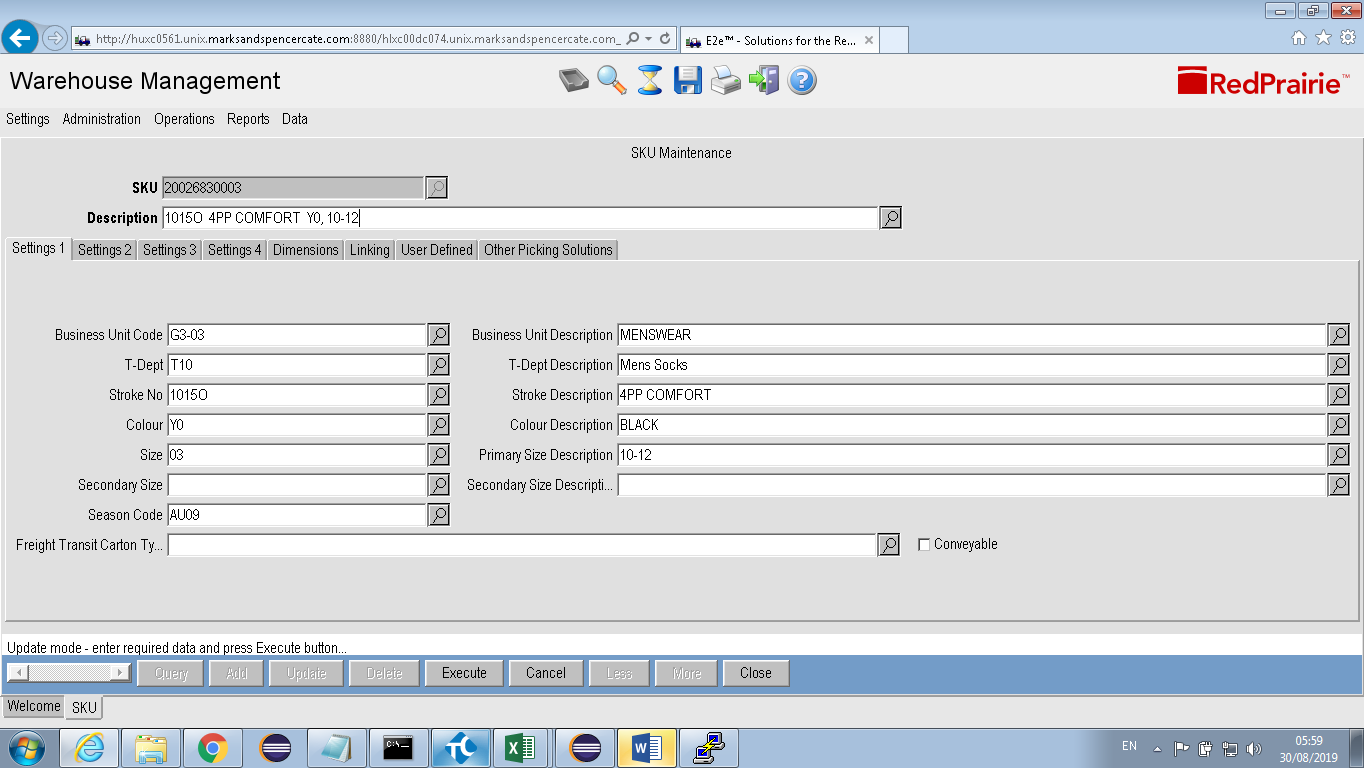 http://huxc0561.unix.marksandspencercate.com:8880/hlxc00dc074.unix.marksandspencercate.com_
E2e™ - Solutions for the Re...
Warehouse Management
RedPrairie™
Settings Administration Operations Reports Data
SKU Maintenance
SKU 20026830003
Description 1015O 4PP COMFORT Y0, 10-12
Settings 1 Settings 2 Settings 3 Settings 4 Dimensions Linking User Defined Other Picking Solutions
Business Unit Code G3-03 Business Unit Description MENSWEAR
T-Dept T10 T-Dept Description Mens Socks
Stroke No 1015O Stroke Description 4PP COMFORT
Colour Y0 Colour Description BLACK
Size 03 Primary Size Description 10-12
Secondary Size Secondary Size Descripti...
Season Code AU09
Freight Transit Carton Ty... Conveyable
Update mode - enter required data and press Execute button...
Query Add Update Delete Execute Cancel Less More Close
Welcome SKU
C:\_
EN 05:59
30/08/2019